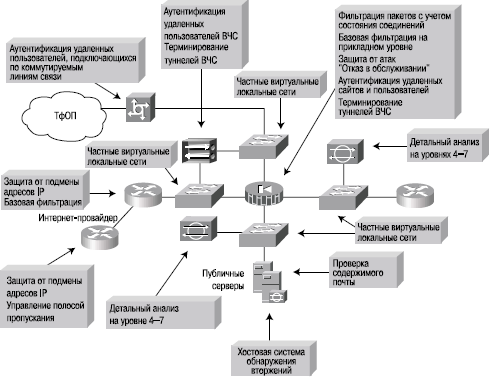 Аутентификация
удаленных
пользователей ВЧС
Терминирование
туннелей ВЧС
Фильтрация пакетов с учетом
состояния соединений
Базовая фильтрация на
прикладном уровне
Защита от атак
"Отказ в обслуживании"
Аутентификация удаленных
сайтов и пользователей
Терминирование
туннелей ВЧС
Аутентификация удаленных
пользователей, подключающихся
по коммутируемым
линиям связи
Частные виртуальные
локальные сети
ТфОП
Детальный анализ
на уровнях 4–7
Частные виртуальные
локальные сети
Защита от подмены
адресов IP
Базовая фильтрация
Интернет-провайдер
Частные виртуальные
локальные сети
Защита от подмены
адресов IP
Управление полосой
пропускания
Детальный анализ
на уровне 4–7
Публичные
серверы
Проверка
содержимого
почты
Хостовая система
обнаружения
вторжений